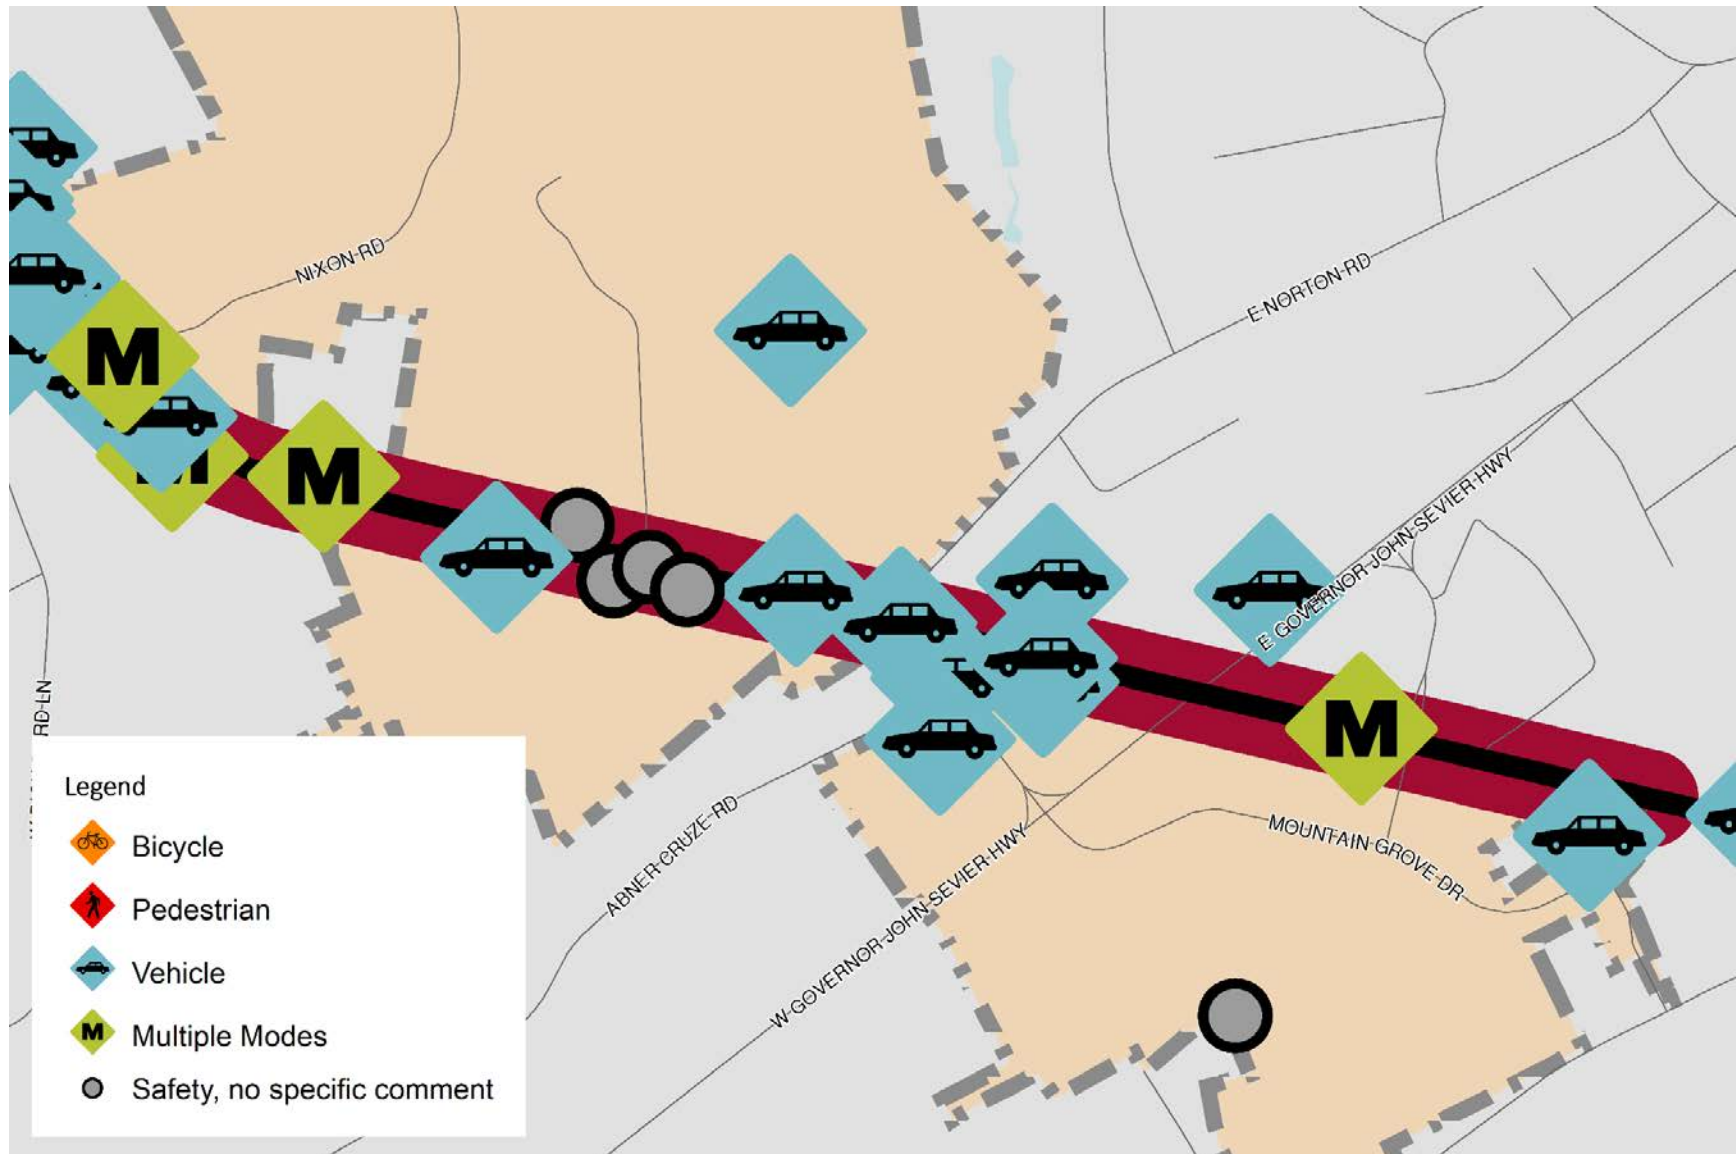 NIXON RD
E NORTON RD
E GOVERNOR JOHN SEVIER HWY
M
M
M
M
RD LN
ABNER CRUZE RD
W GOVERNOR JOHN SEVIER HWY
MOUNTAIN GROVE DR
Legend
Bicycle
Pedestrian
Vehicle
M Multiple Modes
Safety, no specific comment